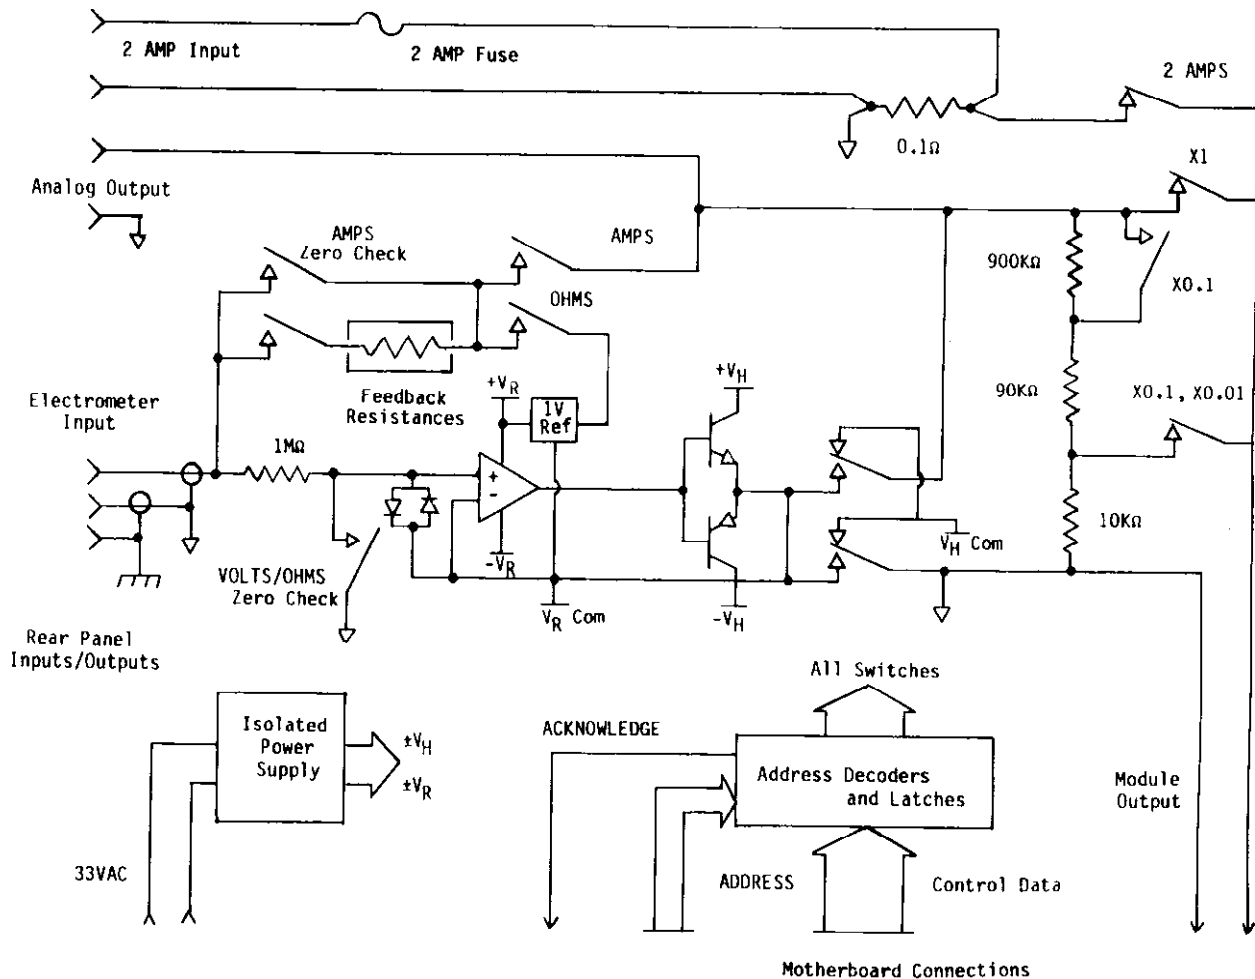 2 AMP Input
2 AMP Fuse
2 AMPS
0.1Ω
X1
Analog Output
AMPS
Zero Check
AMPS
900KΩ
X0.1
OHMS
+VR
1V
Ref
Feedback
Resistances
+VH
90KΩ
X0.1, X0.01
Electrometer
Input
1MΩ
+
-
10KΩ
VH Com
-VR
VOLTS/OHMS
Zero Check
VR Com
-VH
Rear Panel
Inputs/Outputs
All Switches
Isolated
Power
Supply
±VH
±VR
ACKNOWLEDGE
Address Decoders
and Latches
Module
Output
33VAC
ADDRESS
Control Data
Motherboard Connections